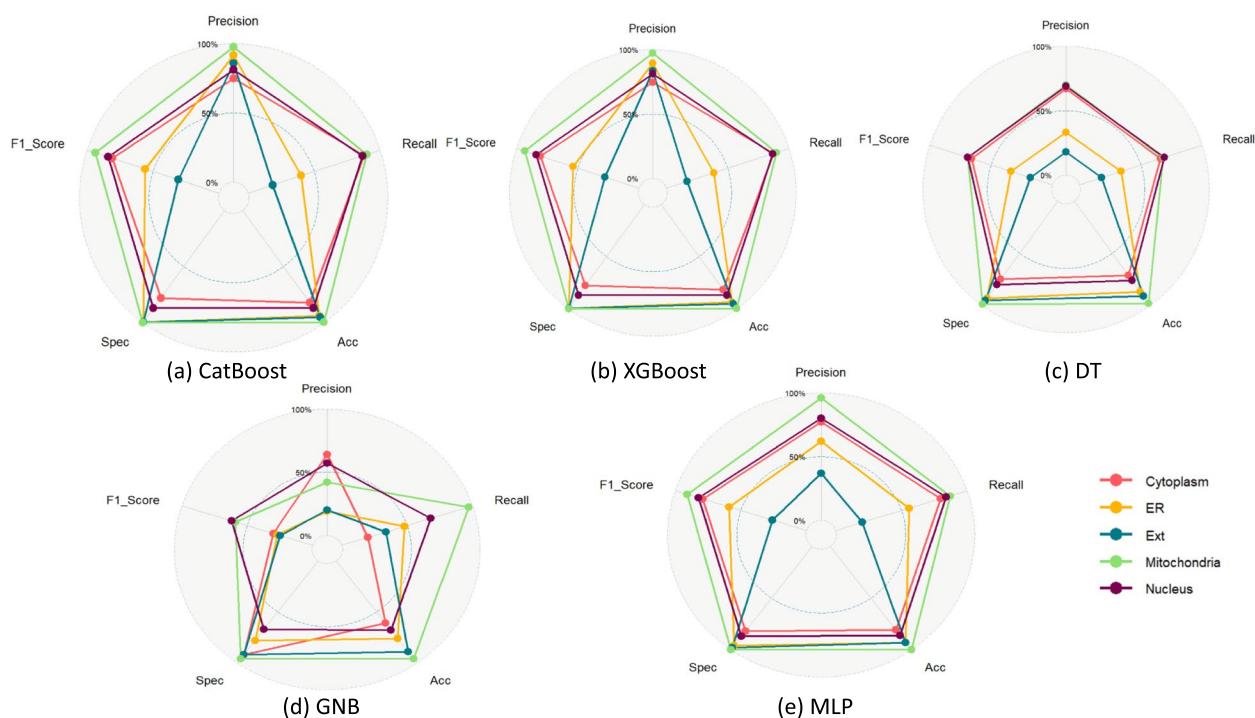 Precision
100%
50%
0%
F1_Score
Recall
Spec
Acc
(a) CatBoost
Precision
100%
50%
0%
F1_Score
Recall
Spec
Acc
(b) XGBoost
Precision
100%
50%
0%
F1_Score
Recall
Spec
Acc
(c) DT
Precision
100%
50%
0%
F1_Score
Recall
Spec
Acc
(d) GNB
Precision
100%
50%
0%
F1_Score
Recall
Spec
Acc
(e) MLP
Cytoplasm
ER
Ext
Mitochondria
Nucleus